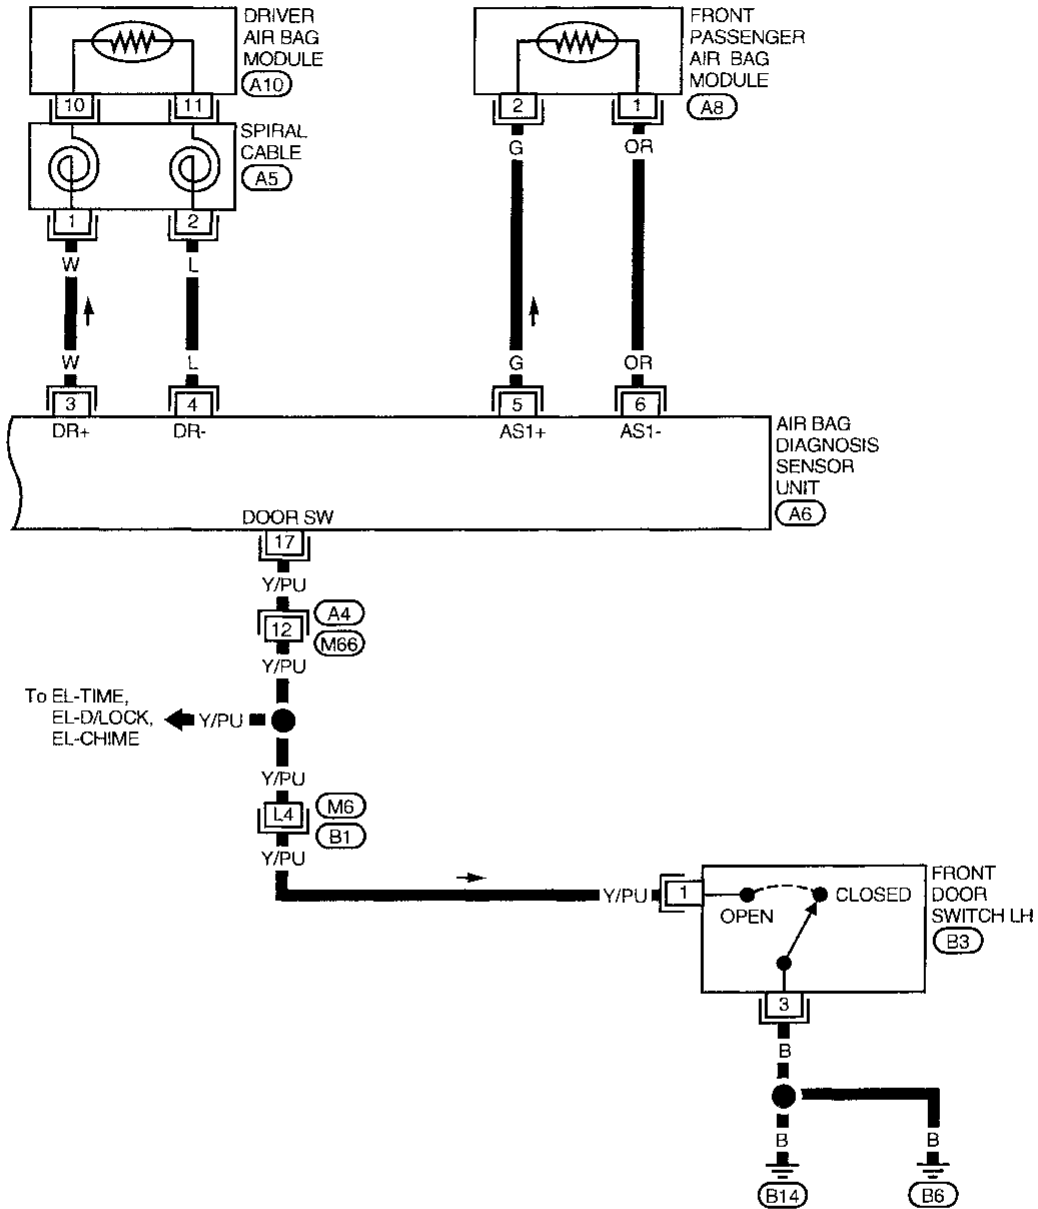 DRIVER
AIR BAG
MODULE
A10
10
11
SPIRAL
CABLE
A5
1
2
W
L
W
L
3
4
DR+
DR-
FRONT
PASSENGER
AIR BAG
MODULE
A8
2
1
G
OR
G
OR
5
6
AS1+
AS1-
AIR BAG
DIAGNOSIS
SENSOR
UNIT
A6
DOOR SW
17
Y/PU
12
A4
M66
Y/PU
To EL-TIME,
EL-D/LOCK,
EL-CHIME
Y/PU
Y/PU
L4
M6
B1
Y/PU
Y/PU
1
OPEN
CLOSED
FRONT
DOOR
SWITCH LH
B3
3
B
B
B
B14
B6